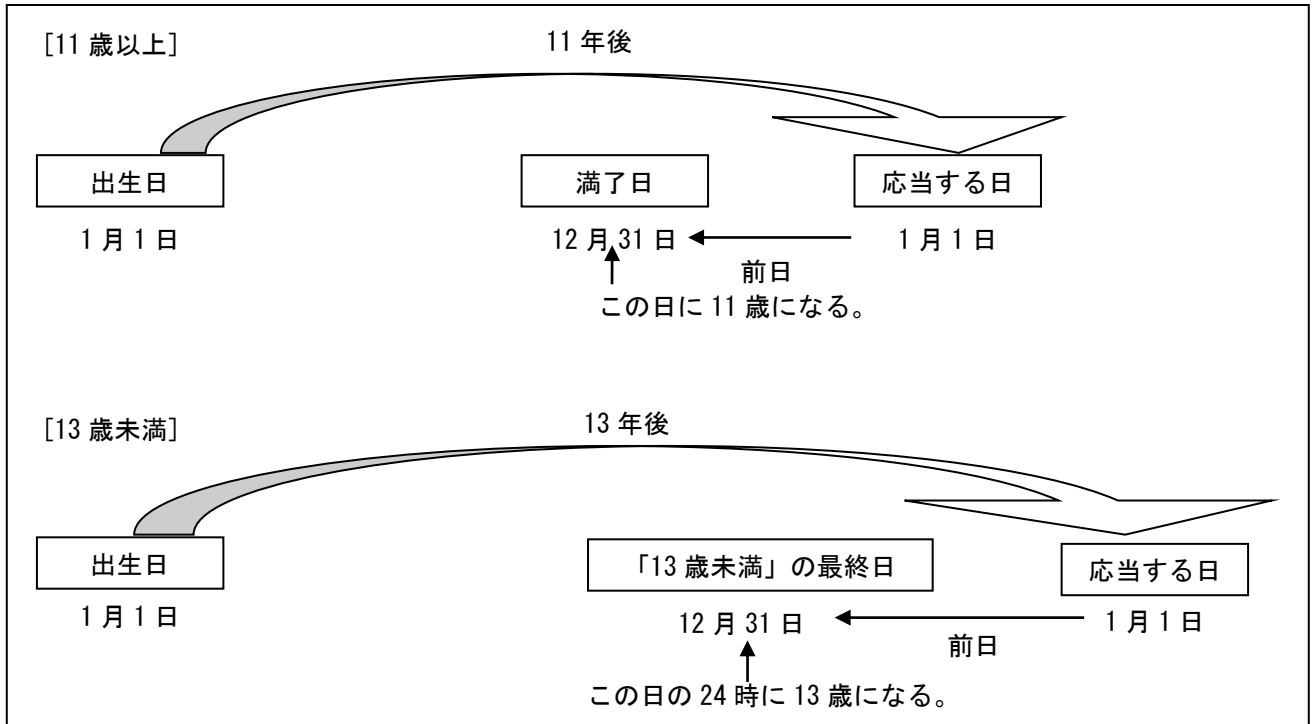 [11 歳以上]
11 年後
出生日
満了日
応当する日
1 月 1 日
12 月 31 日
1 月 1 日
前日
この日に 11 歳になる。
[13 歳未満]
13 年後
出生日
「13 歳未満」の最終日
応当する日
1 月 1 日
12 月 31 日
1 月 1 日
前日
この日の 24 時に 13 歳になる。